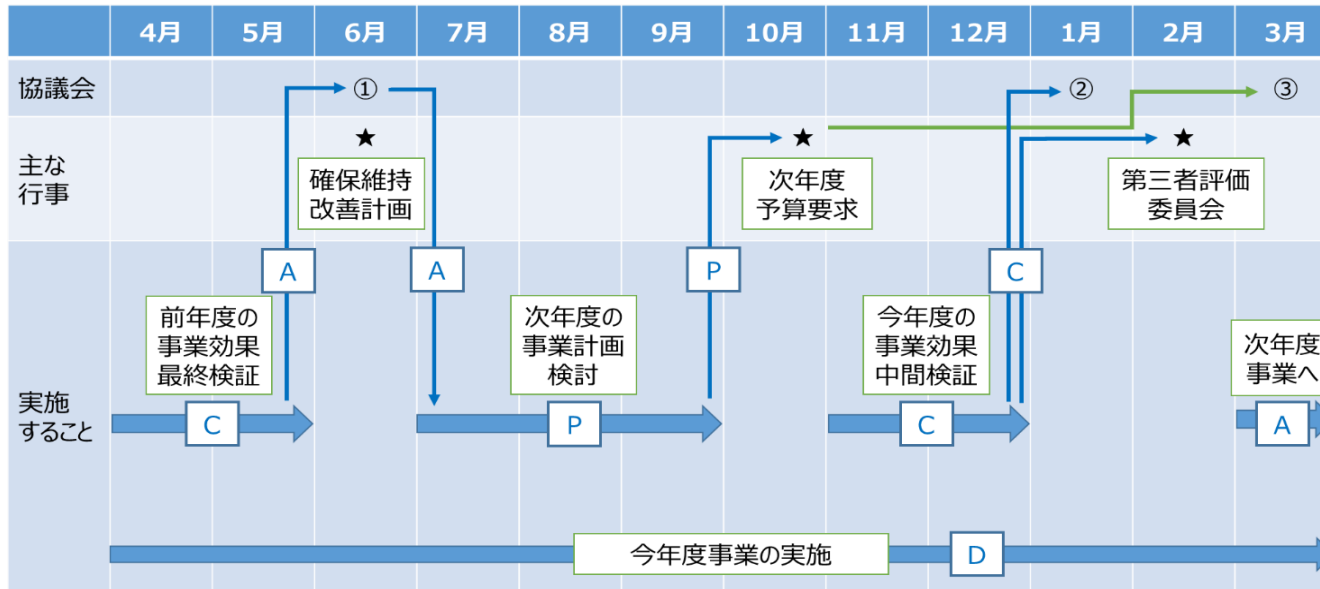 4月 5月 6月 7月 8月 9月 10月 11月 12月 1月 2月 3月
協議会
①
②
③
主な
行事
★
確保維持
改善計画
★
次年度
予算要求
★
第三者評価
委員会
A
A
P
C
実施
すること
前年度の
事業効果
最終検証
C
次年度の
事業計画
検討
P
今年度の
事業効果
中間検証
C
次年度
事業へ
A
今年度事業の実施
D